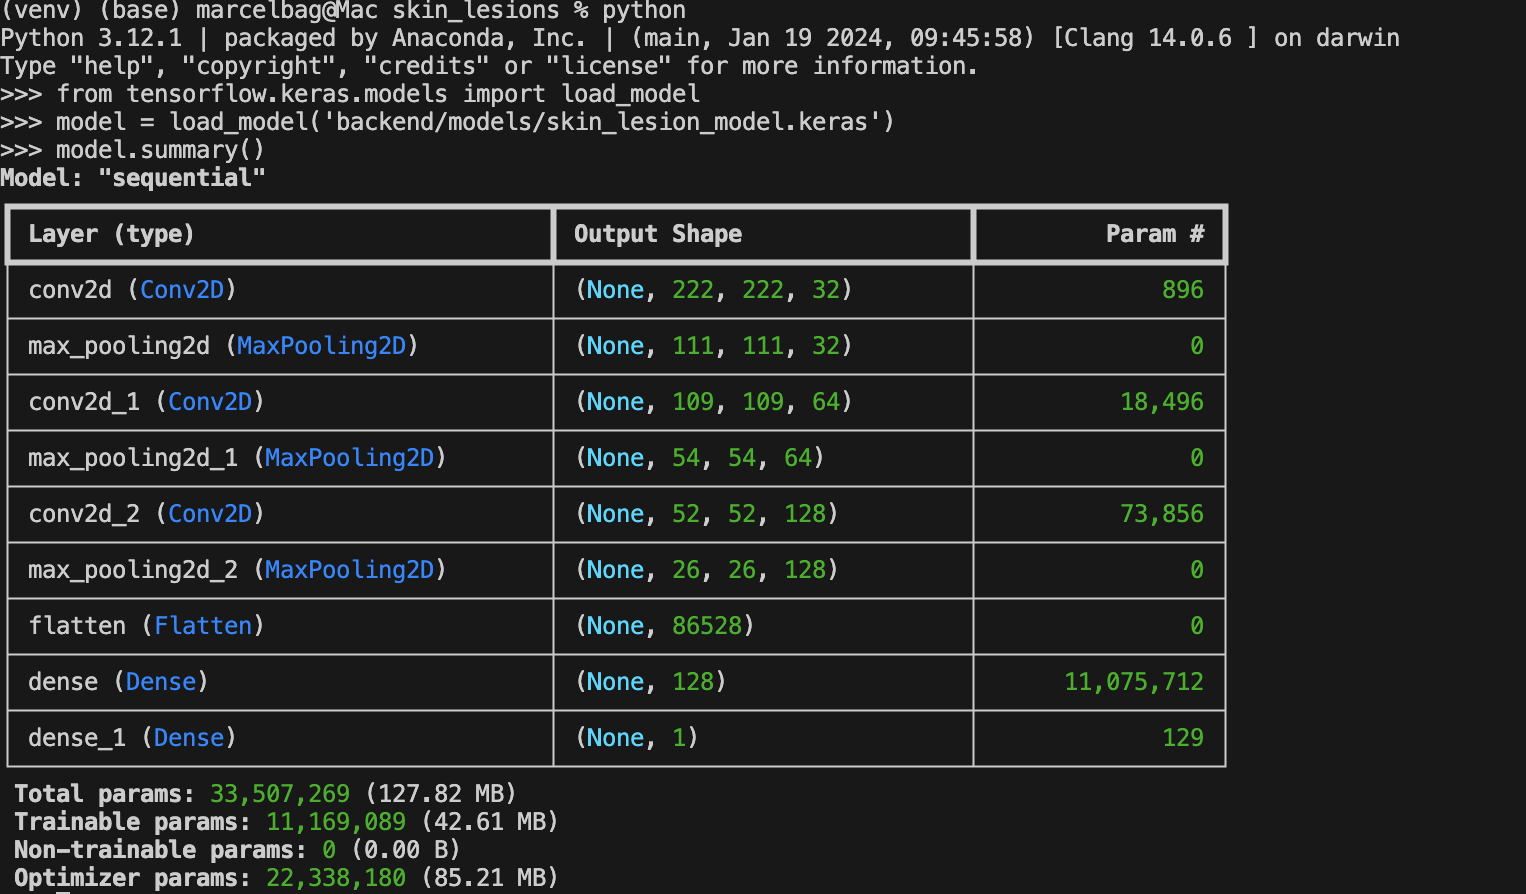 (venv) (base) marcelbag@Mac skin_lesions % python
Python 3.12.1 | packaged by Anaconda, Inc. | (main, Jan 19 2024, 09:45:58) [Clang 14.0.6 ] on darwin
Type "help", "copyright", "credits" or "license" for more information.
>>> from tensorflow.keras.models import load_model
>>> model = load_model('backend/models/skin_lesion_model.keras')
>>> model.summary()
Model: "sequential"
Layer (type) Output Shape Param #
conv2d (Conv2D) (None, 222, 222, 32) 896
max_pooling2d (MaxPooling2D) (None, 111, 111, 32) 0
conv2d_1 (Conv2D) (None, 109, 109, 64) 18,496
max_pooling2d_1 (MaxPooling2D) (None, 54, 54, 64) 0
conv2d_2 (Conv2D) (None, 52, 52, 128) 73,856
max_pooling2d_2 (MaxPooling2D) (None, 26, 26, 128) 0
flatten (Flatten) (None, 86528) 0
dense (Dense) (None, 128) 11,075,712
dense_1 (Dense) (None, 1) 129
Total params: 33,507,269 (127.82 MB)
Trainable params: 11,169,089 (42.61 MB)
Non-trainable params: 0 (0.00 B)
Optimizer params: 22,338,180 (85.21 MB)